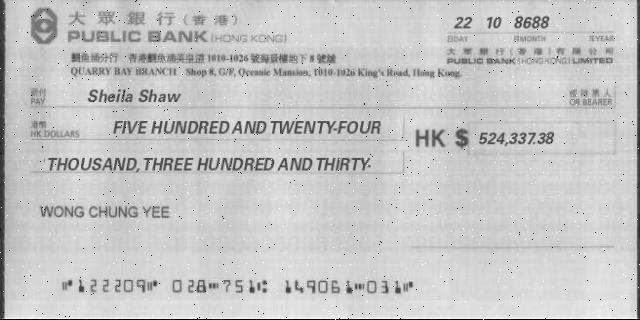 大眾銀行(香港)
PUBLIC BANK (HONG KONG)
22 10 8688
日DAY 月MONTH 年YEAR
大眾銀行(香港)有限公司
PUBLIC BANK (HONG KONG) LIMITED
鰂魚涌分行 香港鰂魚涌英皇道 1010-1026 號海景樓地下 8 號舖
QUARRY BAY BRANCH Shop 8, G/F, Oceanic Mansion, 1010-1026 King's Road, Hong Kong.
祈付
PAY Sheila Shaw
或持票人
OR BEARER
港幣
HK DOLLARS FIVE HUNDRED AND TWENTY-FOUR
HK $ 524,337.38
THOUSAND, THREE HUNDRED AND THIRTY-
WONG CHUNG YEE
⑈122209⑈ 028⑉751⑆ 149061⑉031⑈